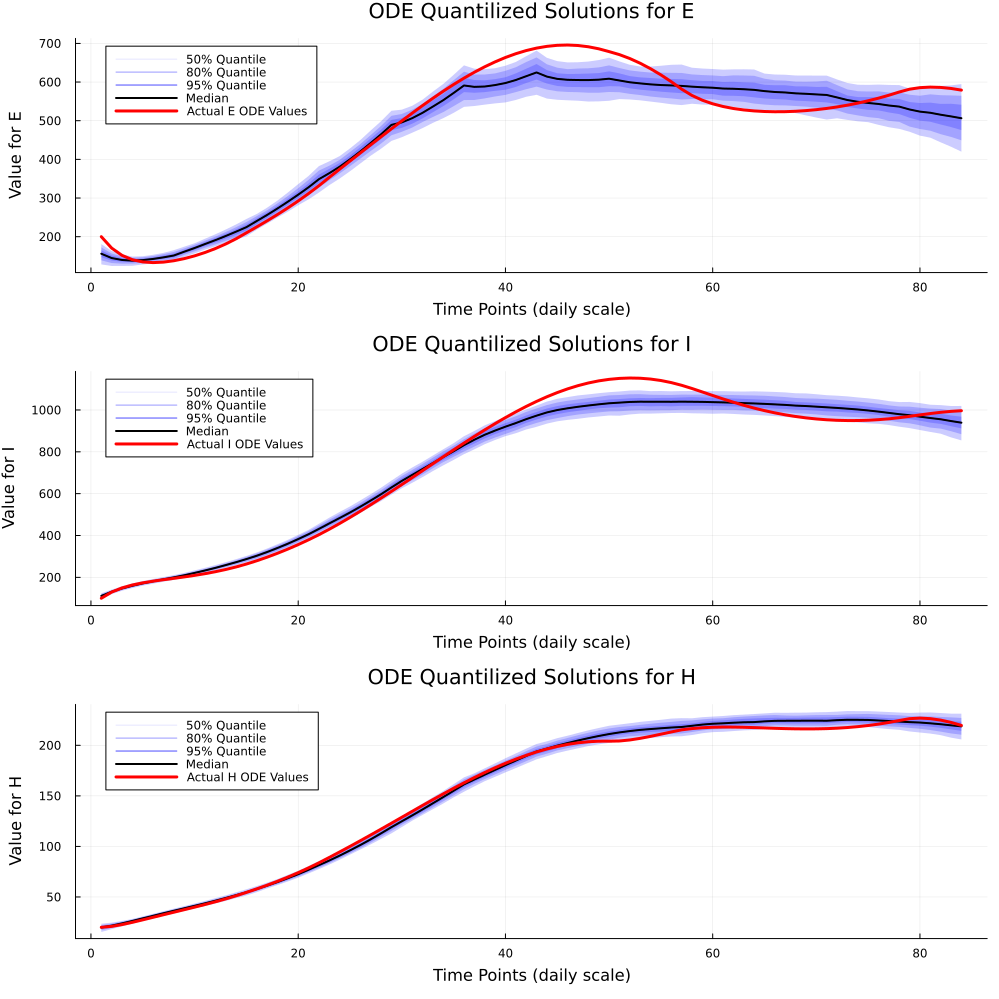 ODE Quantilized Solutions for E
700
600
500
400
300
200
Value for E
50% Quantile
80% Quantile
95% Quantile
Median
Actual E ODE Values
0 20 40 60 80
Time Points (daily scale)
ODE Quantilized Solutions for I
1000
800
600
400
200
Value for I
50% Quantile
80% Quantile
95% Quantile
Median
Actual I ODE Values
0 20 40 60 80
Time Points (daily scale)
ODE Quantilized Solutions for H
200
150
100
50
Value for H
50% Quantile
80% Quantile
95% Quantile
Median
Actual H ODE Values
0 20 40 60 80
Time Points (daily scale)